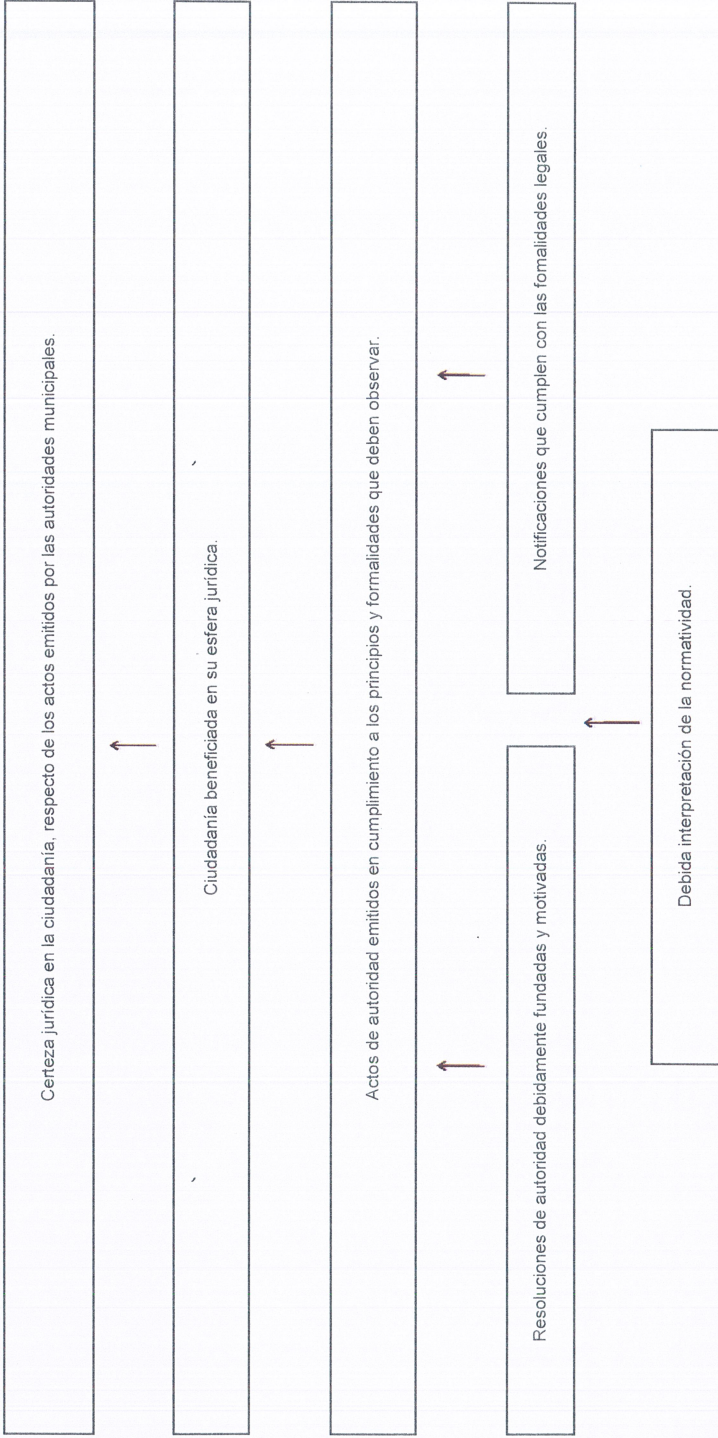 Certeza jurídica en la ciudadanía, respecto de los actos emitidos por las autoridades municipales.
Ciudadanía beneficiada en su esfera jurídica.
Actos de autoridad emitidos en cumplimiento a los principios y formalidades que deben observar.
Resoluciones de autoridad debidamente fundadas y motivadas.
Notificaciones que cumplen con las fomalidades legales.
Debida interpretación de la normatividad.